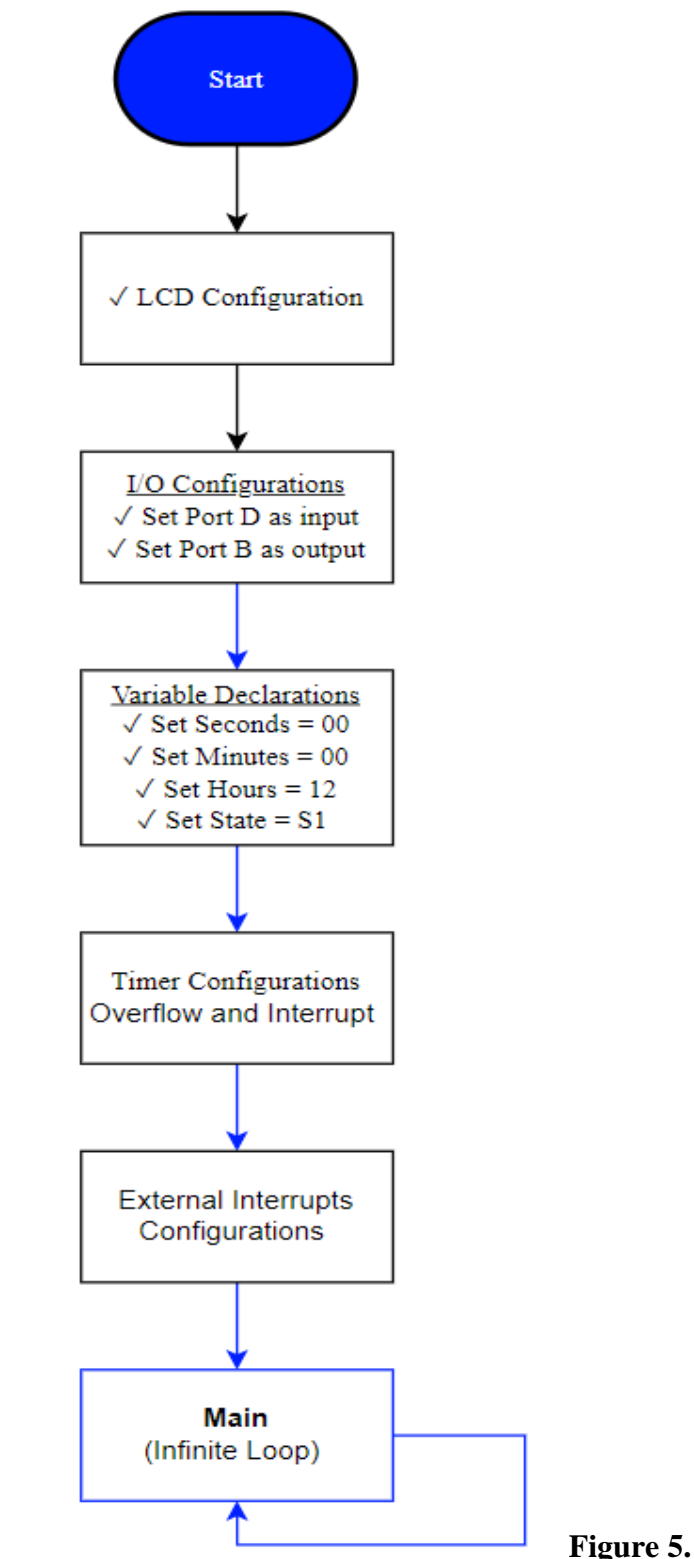 Start
✓ LCD Configuration
I/O Configurations
✓ Set Port D as input
✓ Set Port B as output
Variable Declarations
✓ Set Seconds = 00
✓ Set Minutes = 00
✓ Set Hours = 12
✓ Set State = S1
Timer Configurations
Overflow and Interrupt
External Interrupts
Configurations
Main
(Infinite Loop)
Figure 5.